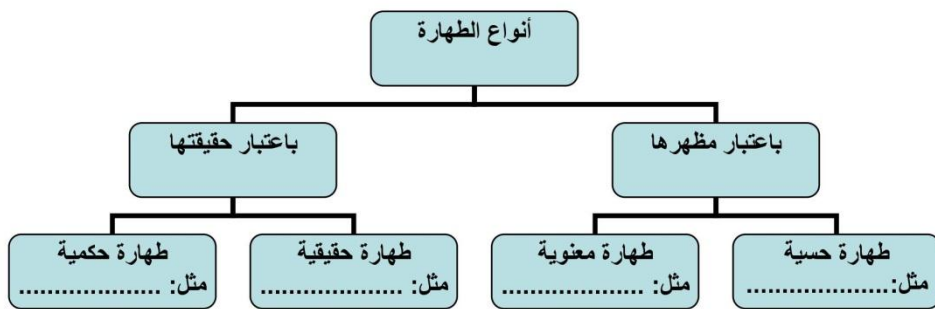 أنواع الطهارة
باعتبار مظهرها
باعتبار حقيقتها
طهارة حسية
مثل:....................
طهارة معنوية
مثل: ....................
طهارة حقيقية
مثل: ....................
طهارة حكمية
مثل: ....................